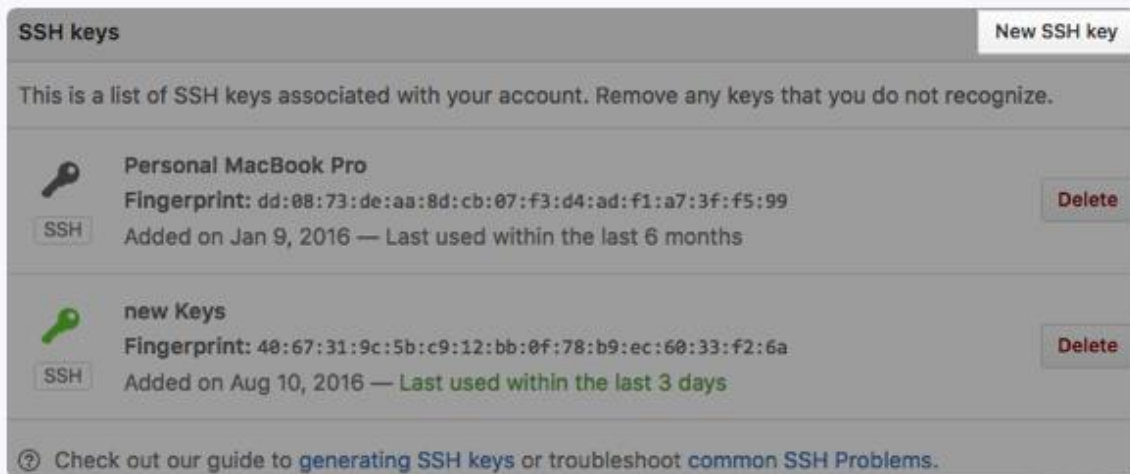 SSH keys
New SSH key
This is a list of SSH keys associated with your account. Remove any keys that you do not recognize.
Personal MacBook Pro
Fingerprint: dd:08:73:de:aa:8d:cb:07:f3:d4:ad:f1:a7:3f:f5:99
Delete
SSH
Added on Jan 9, 2016 — Last used within the last 6 months
new Keys
Fingerprint: 40:67:31:9c:5b:c9:12:bb:0f:78:b9:ec:60:33:f2:6a
Delete
SSH
Added on Aug 10, 2016 — Last used within the last 3 days
Check out our guide to generating SSH keys or troubleshoot common SSH Problems.